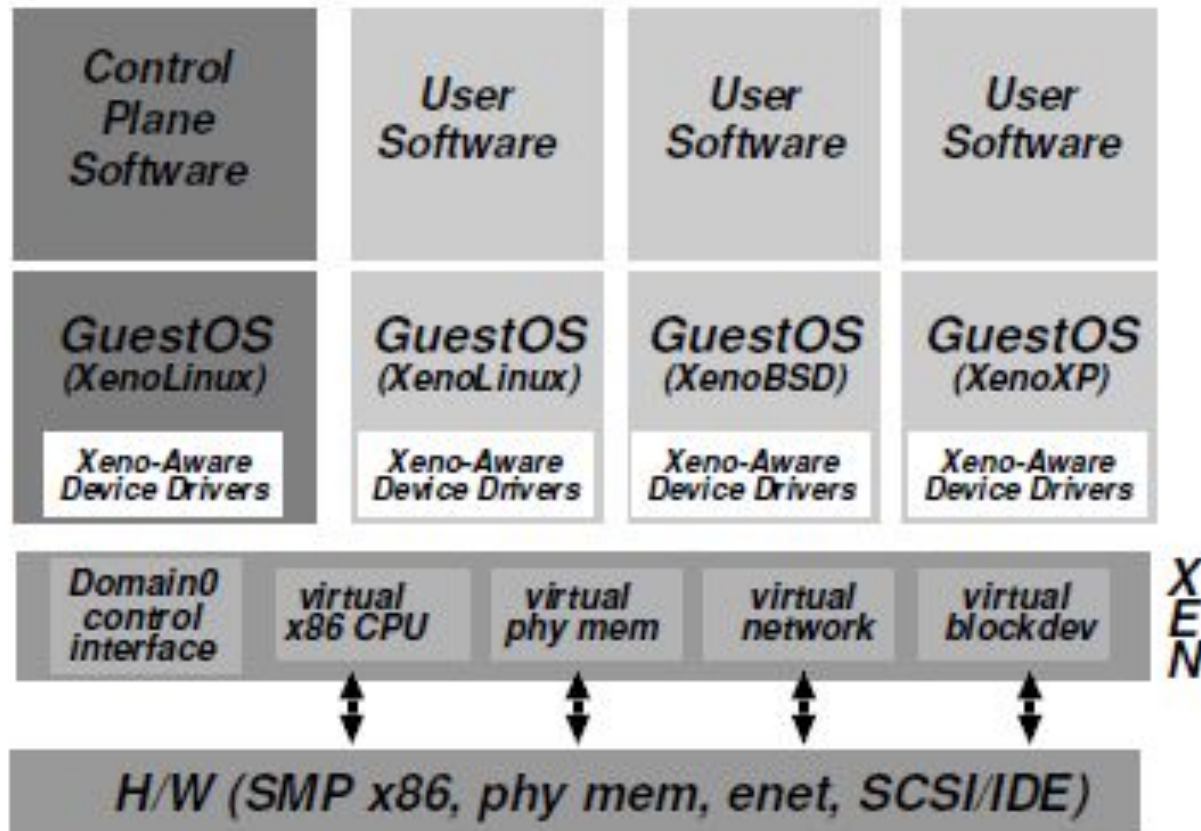 Control
Plane
Software
User
Software
User
Software
User
Software
GuestOS
(XenoLinux)
Xeno-Aware
Device Drivers
GuestOS
(XenoLinux)
Xeno-Aware
Device Drivers
GuestOS
(XenoBSD)
Xeno-Aware
Device Drivers
GuestOS
(XenoXP)
Xeno-Aware
Device Drivers
Domain0
control
interface
virtual
x86 CPU
virtual
phy mem
virtual
network
virtual
blockdev
X
E
N
H/W (SMP x86, phy mem, enet, SCSI/IDE)